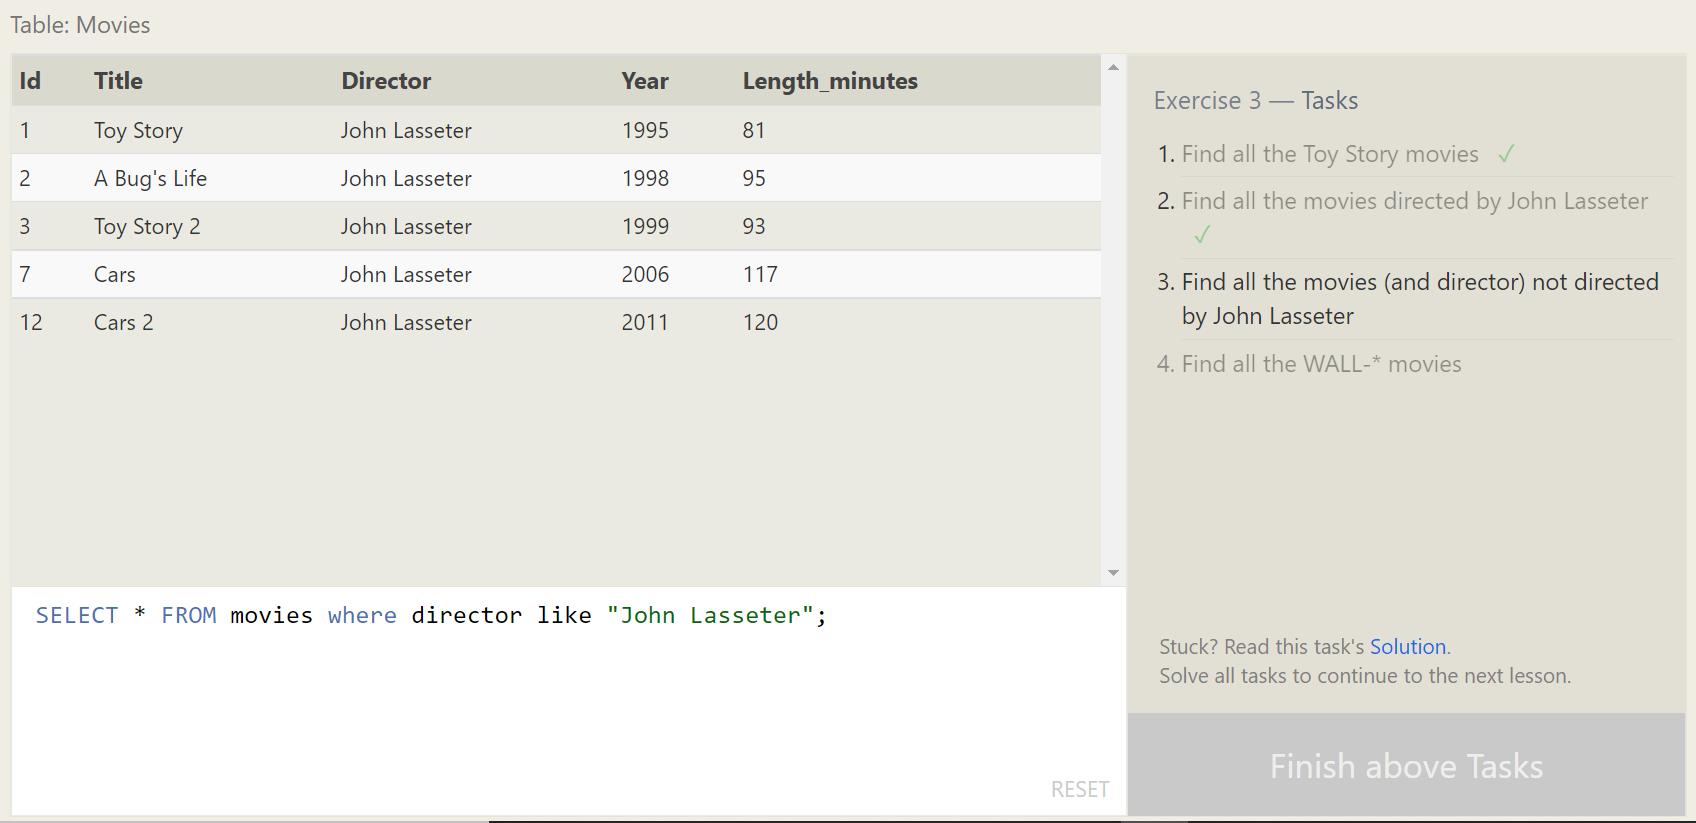 Table: Movies
Id Title Director Year Length_minutes
1 Toy Story John Lasseter 1995 81
2 A Bug's Life John Lasseter 1998 95
3 Toy Story 2 John Lasseter 1999 93
7 Cars John Lasseter 2006 117
12 Cars 2 John Lasseter 2011 120
SELECT * FROM movies where director like "John Lasseter";
RESET
Exercise 3 — Tasks
1. Find all the Toy Story movies ✓
2. Find all the movies directed by John Lasseter
✓
3. Find all the movies (and director) not directed
by John Lasseter
4. Find all the WALL-* movies
Stuck? Read this task's Solution.
Solve all tasks to continue to the next lesson.
Finish above Tasks